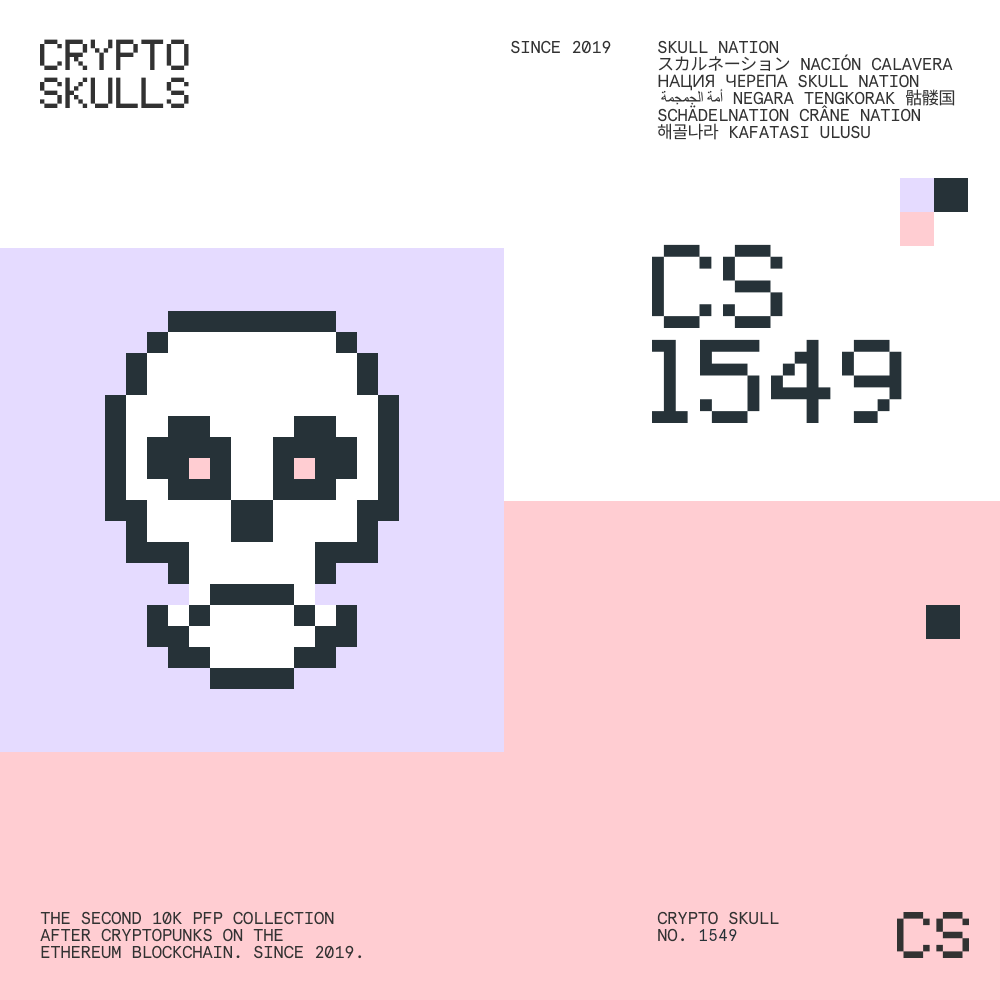 CRYPTO
SKULLS
SINCE 2019
SKULL NATION
スカルネーション NACIÓN CALAVERA
НАЦИЯ ЧЕРЕПА SKULL NATION
أمة الجمجمة NEGARA TENGKORAK 骷髅国
SCHÄDELNATION CRÂNE NATION
해골나라 KAFATASI ULUSU
CS
1549
THE SECOND 10K PFP COLLECTION
AFTER CRYPTOPUNKS ON THE
ETHEREUM BLOCKCHAIN. SINCE 2019.
CRYPTO SKULL
NO. 1549
CS